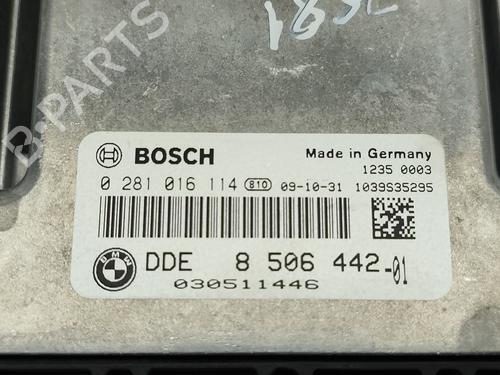 B-PARTS
BOSCH
Made in Germany
1235 0003
0 281 016 114 810 09-10-31 1039S35295
BMW
DDE 8 506 442-01
030511446